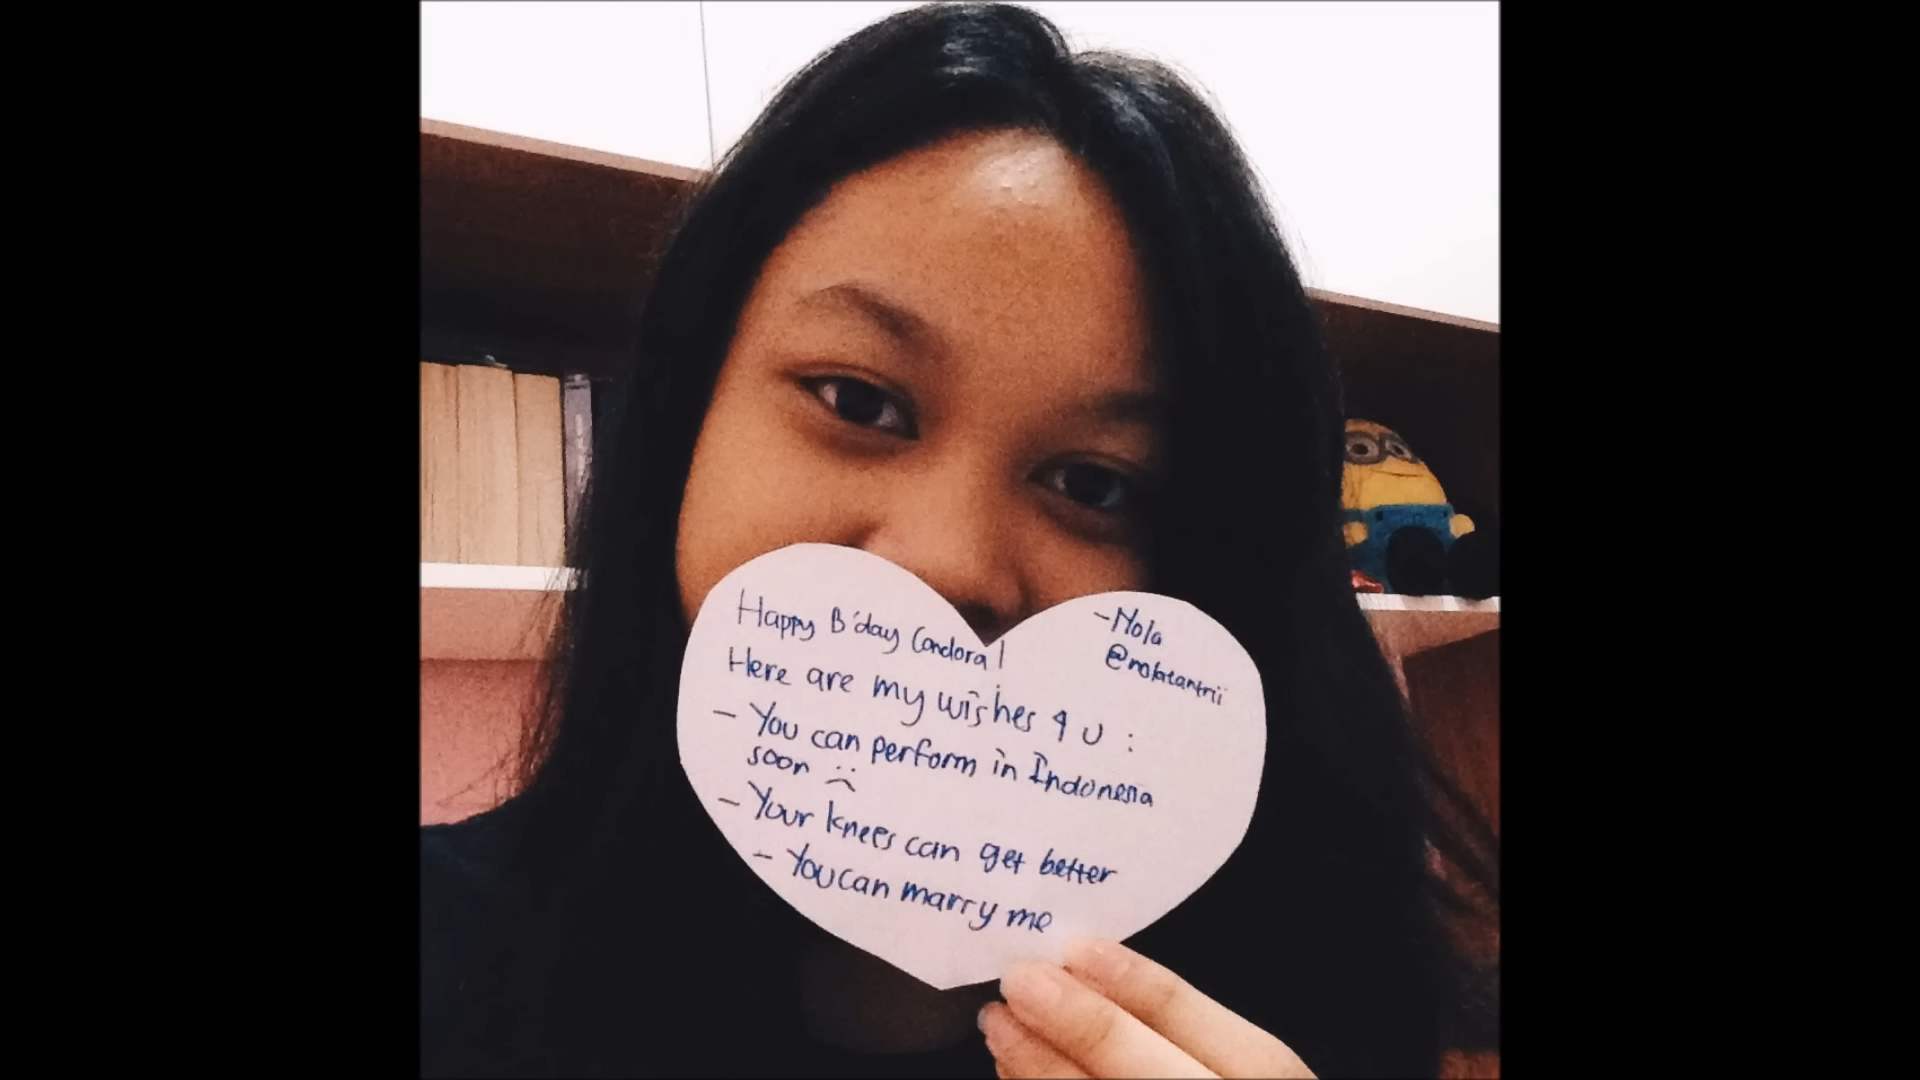 Happy B'day Candora!
Here are my wishes 4 U :
- You can perform in Indonesia
soon :(
- Your knees can get better
- You can marry me
- Nola
@nolatantrii